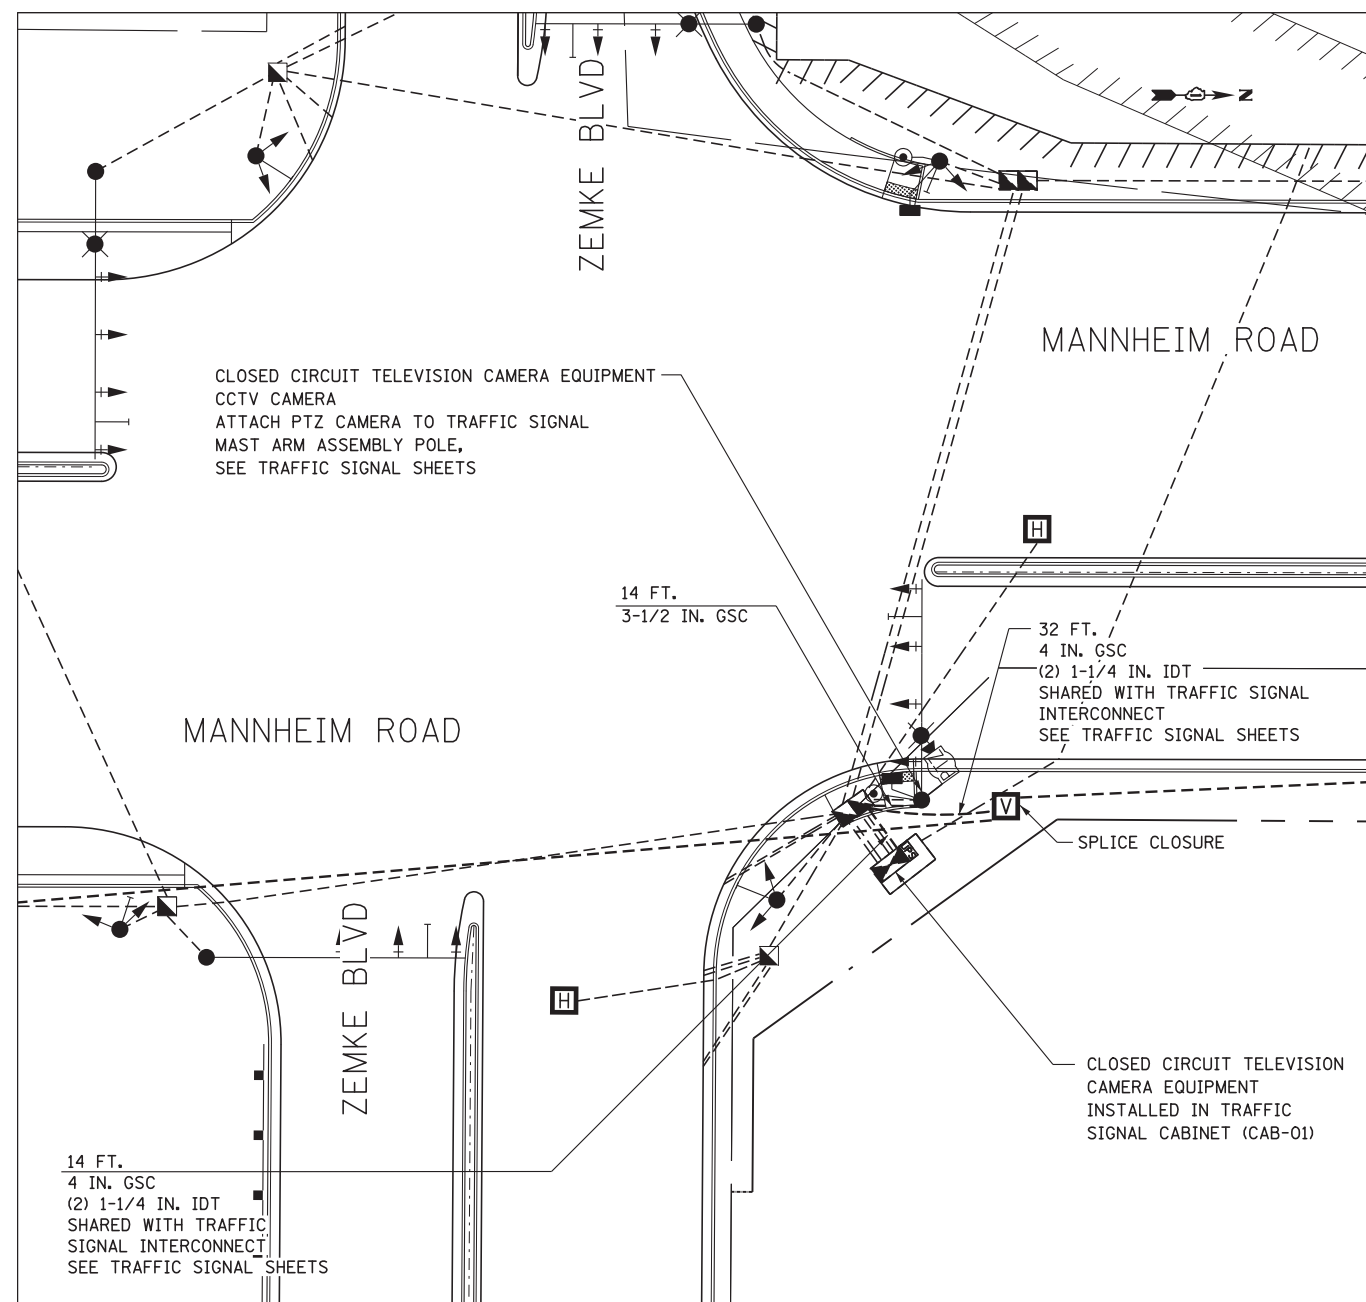 ZEMKE BLVD
N
MANNHEIM ROAD
CLOSED CIRCUIT TELEVISION CAMERA EQUIPMENT
CCTV CAMERA
ATTACH PTZ CAMERA TO TRAFFIC SIGNAL
MAST ARM ASSEMBLY POLE,
SEE TRAFFIC SIGNAL SHEETS
H
14 FT.
3-1/2 IN. GSC
32 FT.
4 IN. GSC
(2) 1-1/4 IN. IDT
SHARED WITH TRAFFIC SIGNAL
INTERCONNECT
SEE TRAFFIC SIGNAL SHEETS
MANNHEIM ROAD
V
SPLICE CLOSURE
ZEMKE BLVD
H
CLOSED CIRCUIT TELEVISION
CAMERA EQUIPMENT
INSTALLED IN TRAFFIC
SIGNAL CABINET (CAB-01)
14 FT.
4 IN. GSC
(2) 1-1/4 IN. IDT
SHARED WITH TRAFFIC
SIGNAL INTERCONNECT
SEE TRAFFIC SIGNAL SHEETS